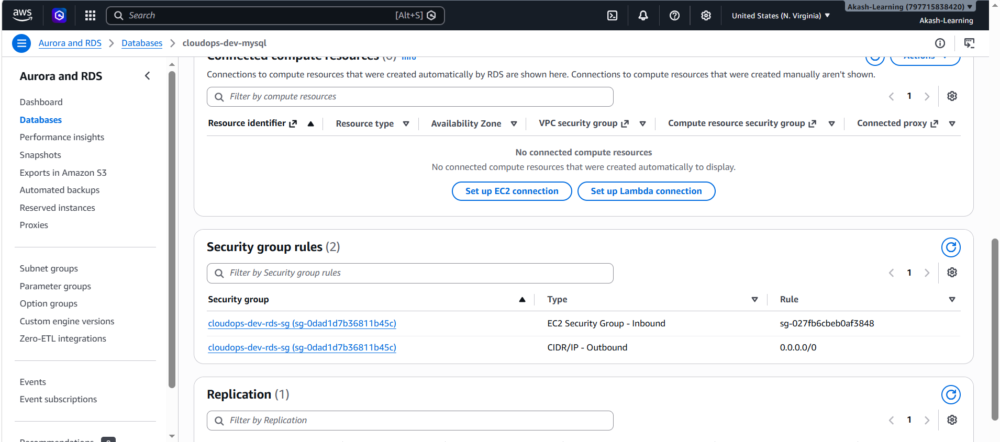 aws
Search [Alt+S]
United States (N. Virginia) ▼
Akash-Learning (797715838420) ▼
Akash-Learning
Aurora and RDS > Databases > cloudops-dev-mysql
Aurora and RDS
Dashboard
Databases
Performance insights
Snapshots
Exports in Amazon S3
Automated backups
Reserved instances
Proxies
Subnet groups
Parameter groups
Option groups
Custom engine versions
Zero-ETL integrations
Events
Event subscriptions
Recommendations
Connected compute resources (0) Info
Actions
Connections to compute resources that were created automatically by RDS are shown here. Connections to compute resources that were created manually aren't shown.
Filter by compute resources
1
Resource identifier Resource type Availability Zone VPC security group Compute resource security group Connected proxy
No connected compute resources
No connected compute resources that were created automatically to display.
Set up EC2 connection Set up Lambda connection
Security group rules (2)
Filter by Security group rules
1
Security group Type Rule
cloudops-dev-rds-sg (sg-0dad1d7b36811b45c) EC2 Security Group - Inbound sg-027fb6cbeb0af3848
cloudops-dev-rds-sg (sg-0dad1d7b36811b45c) CIDR/IP - Outbound 0.0.0.0/0
Replication (1)
Filter by Replication
1